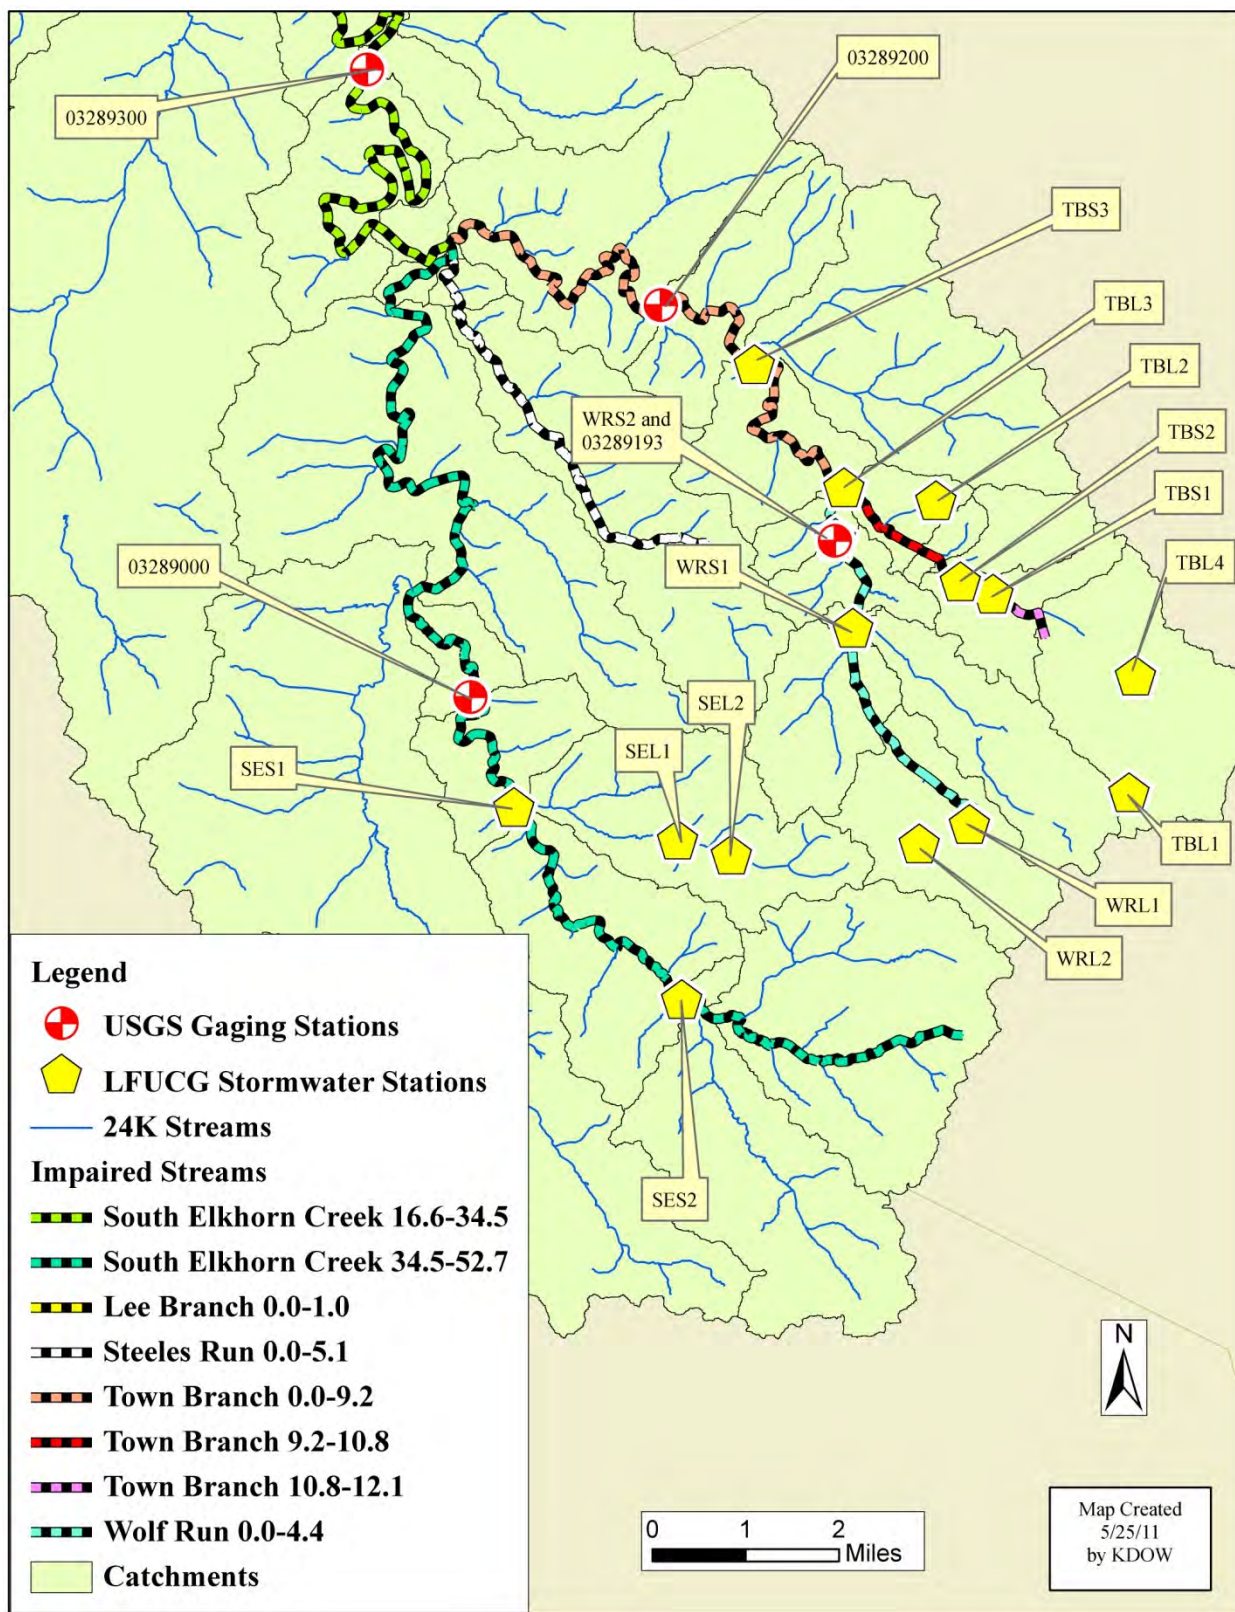 03289200
03289300
TBS3
TBL3
TBL2
WRS2 and
03289193
TBS2
TBS1
03289000
WRS1
TBL4
SEL2
SEL1
SES1
TBL1
WRL1
WRL2
SES2
Legend
USGS Gaging Stations
LFUCG Stormwater Stations
24K Streams
Impaired Streams
South Elkhorn Creek 16.6-34.5
South Elkhorn Creek 34.5-52.7
Lee Branch 0.0-1.0
Steeles Run 0.0-5.1
Town Branch 0.0-9.2
Town Branch 9.2-10.8
Town Branch 10.8-12.1
Wolf Run 0.0-4.4
Catchments
N
0 1 2
Miles
Map Created
5/25/11
by KDOW